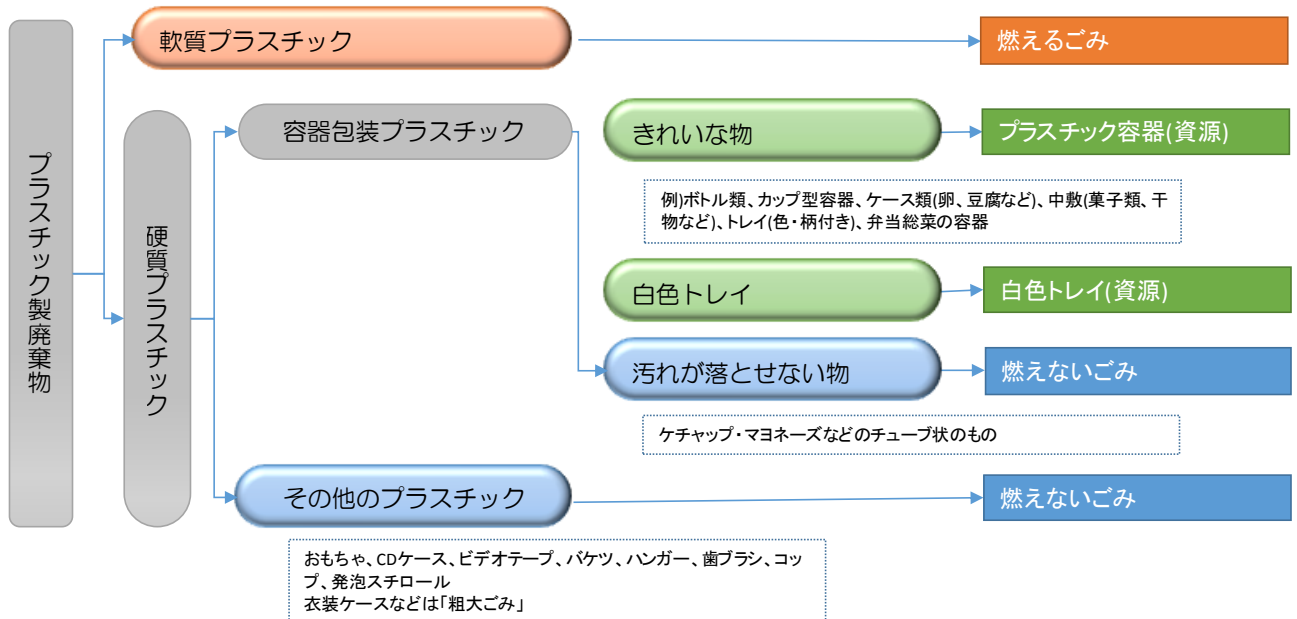 プラスチック製廃棄物
軟質プラスチック
燃えるごみ
硬質プラスチック
容器包装プラスチック
きれいな物
プラスチック容器(資源)
例)ボトル類、カップ型容器、ケース類(卵、豆腐など)、中敷(菓子類、干
物など)、トレイ(色・柄付き)、弁当総菜の容器
白色トレイ
白色トレイ(資源)
汚れが落とせない物
燃えないごみ
ケチャップ・マヨネーズなどのチューブ状のもの
その他のプラスチック
燃えないごみ
おもちゃ、CDケース、ビデオテープ、バケツ、ハンガー、歯ブラシ、コッ
プ、発泡スチロール
衣装ケースなどは「粗大ごみ」